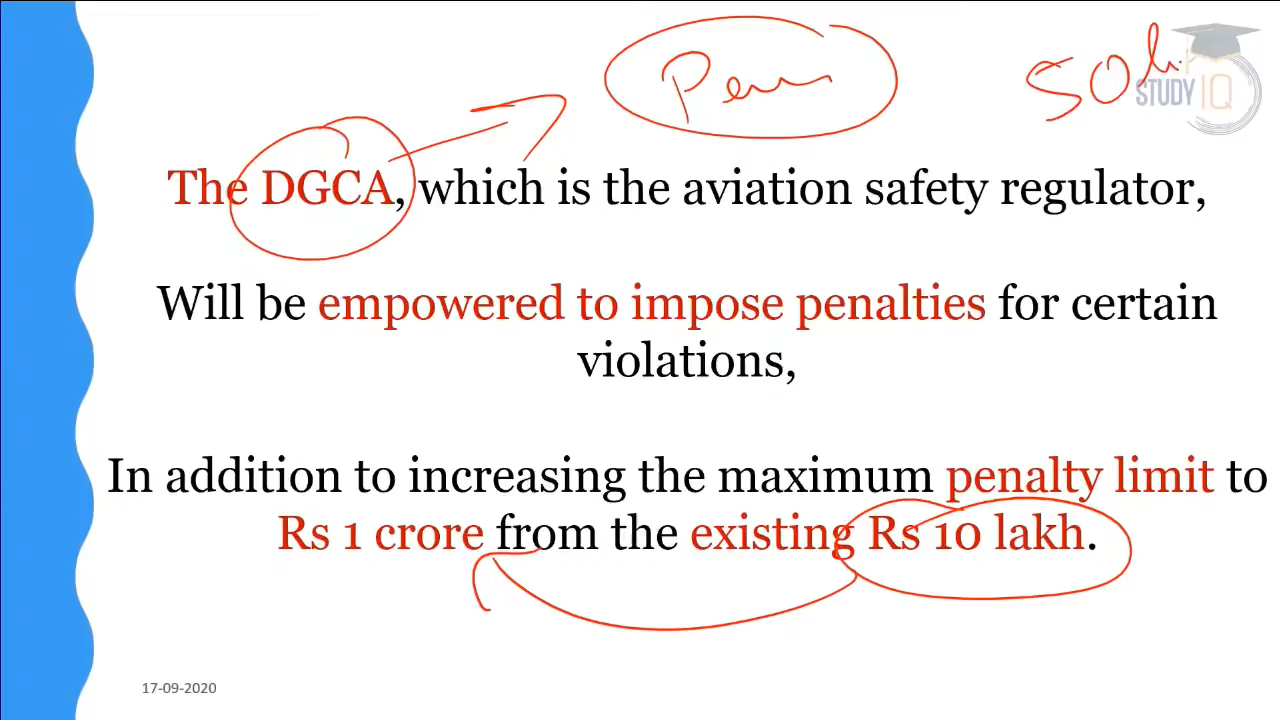 50
STUDY IQ
The DGCA, which is the aviation safety regulator,
Will be empowered to impose penalties for certain
violations,
In addition to increasing the maximum penalty limit to
Rs 1 crore from the existing Rs 10 lakh.
17-09-2020